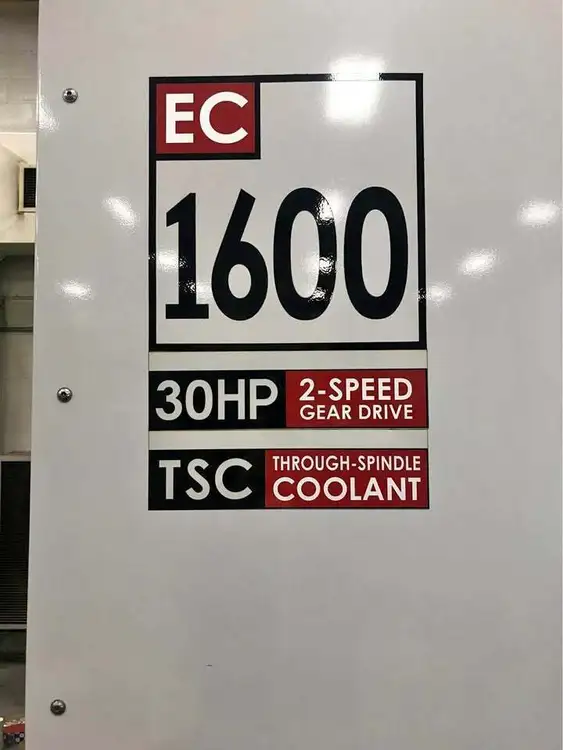 EC
1600
30HP 2-SPEED
GEAR DRIVE
TSC THROUGH-SPINDLE
COOLANT